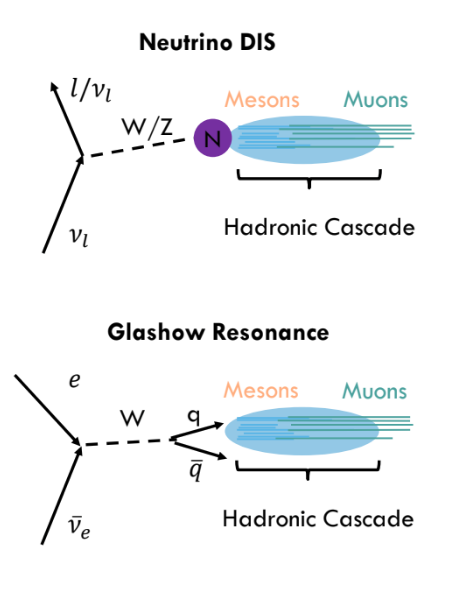 Neutrino DIS
l/ν_l
W/Z
N
Mesons
Muons
ν_l
Hadronic Cascade
Glashow Resonance
e
W
q
q̄
Mesons
Muons
ν̄_e
Hadronic Cascade